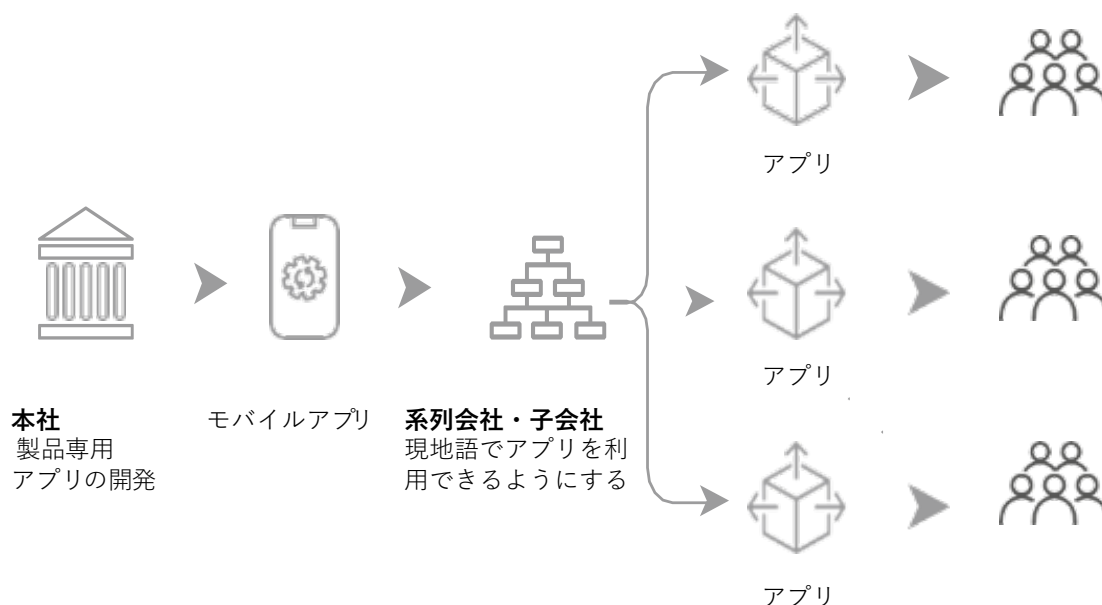 アプリ
アプリ
本社
製品専用
アプリの開発
モバイルアプリ
系列会社・子会社
現地語でアプリを利
用できるようにする
アプリ